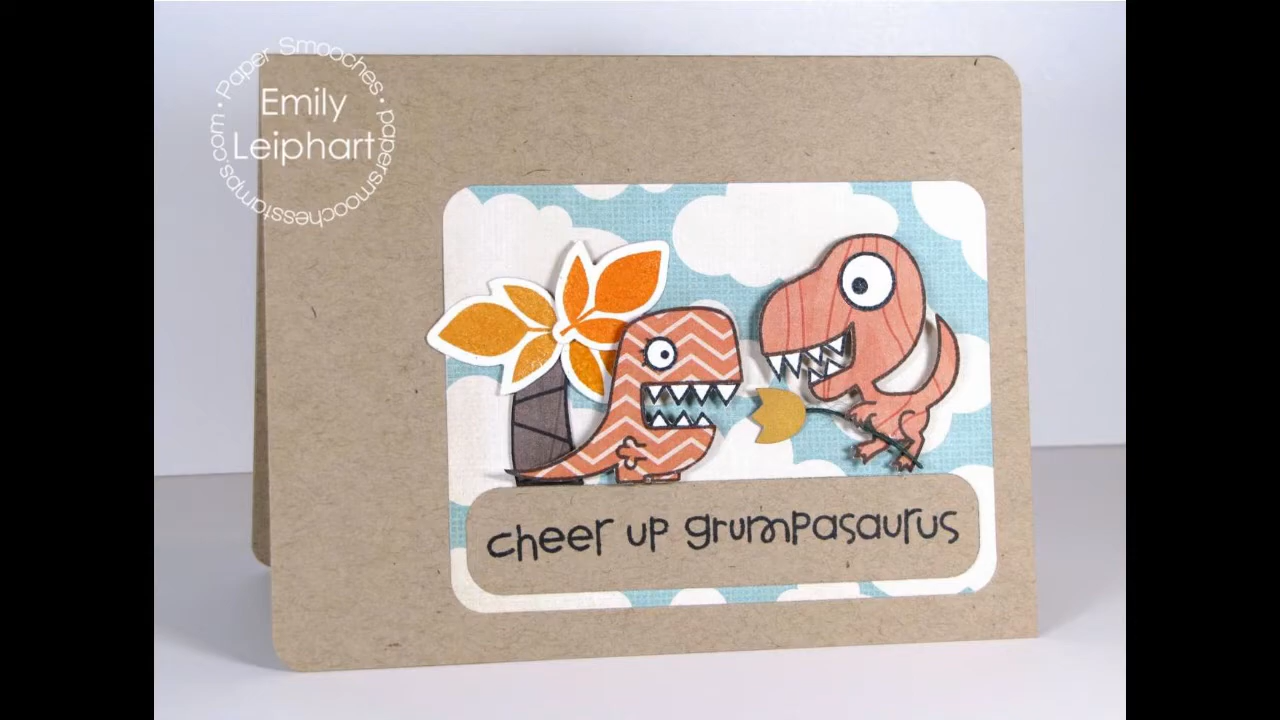 Paper Smooches • papersmoochesstamps.com •
Emily
Leiphart
cheer up grumpasaurus